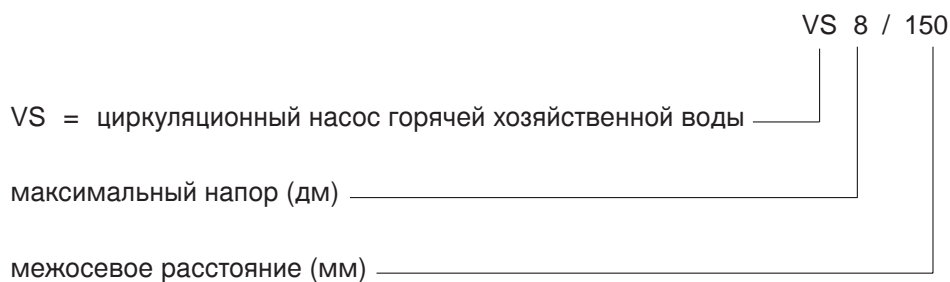 VS 8 / 150
VS = циркуляционный насос горячей хозяйственной воды
максимальный напор (дм)
межосевое расстояние (мм)